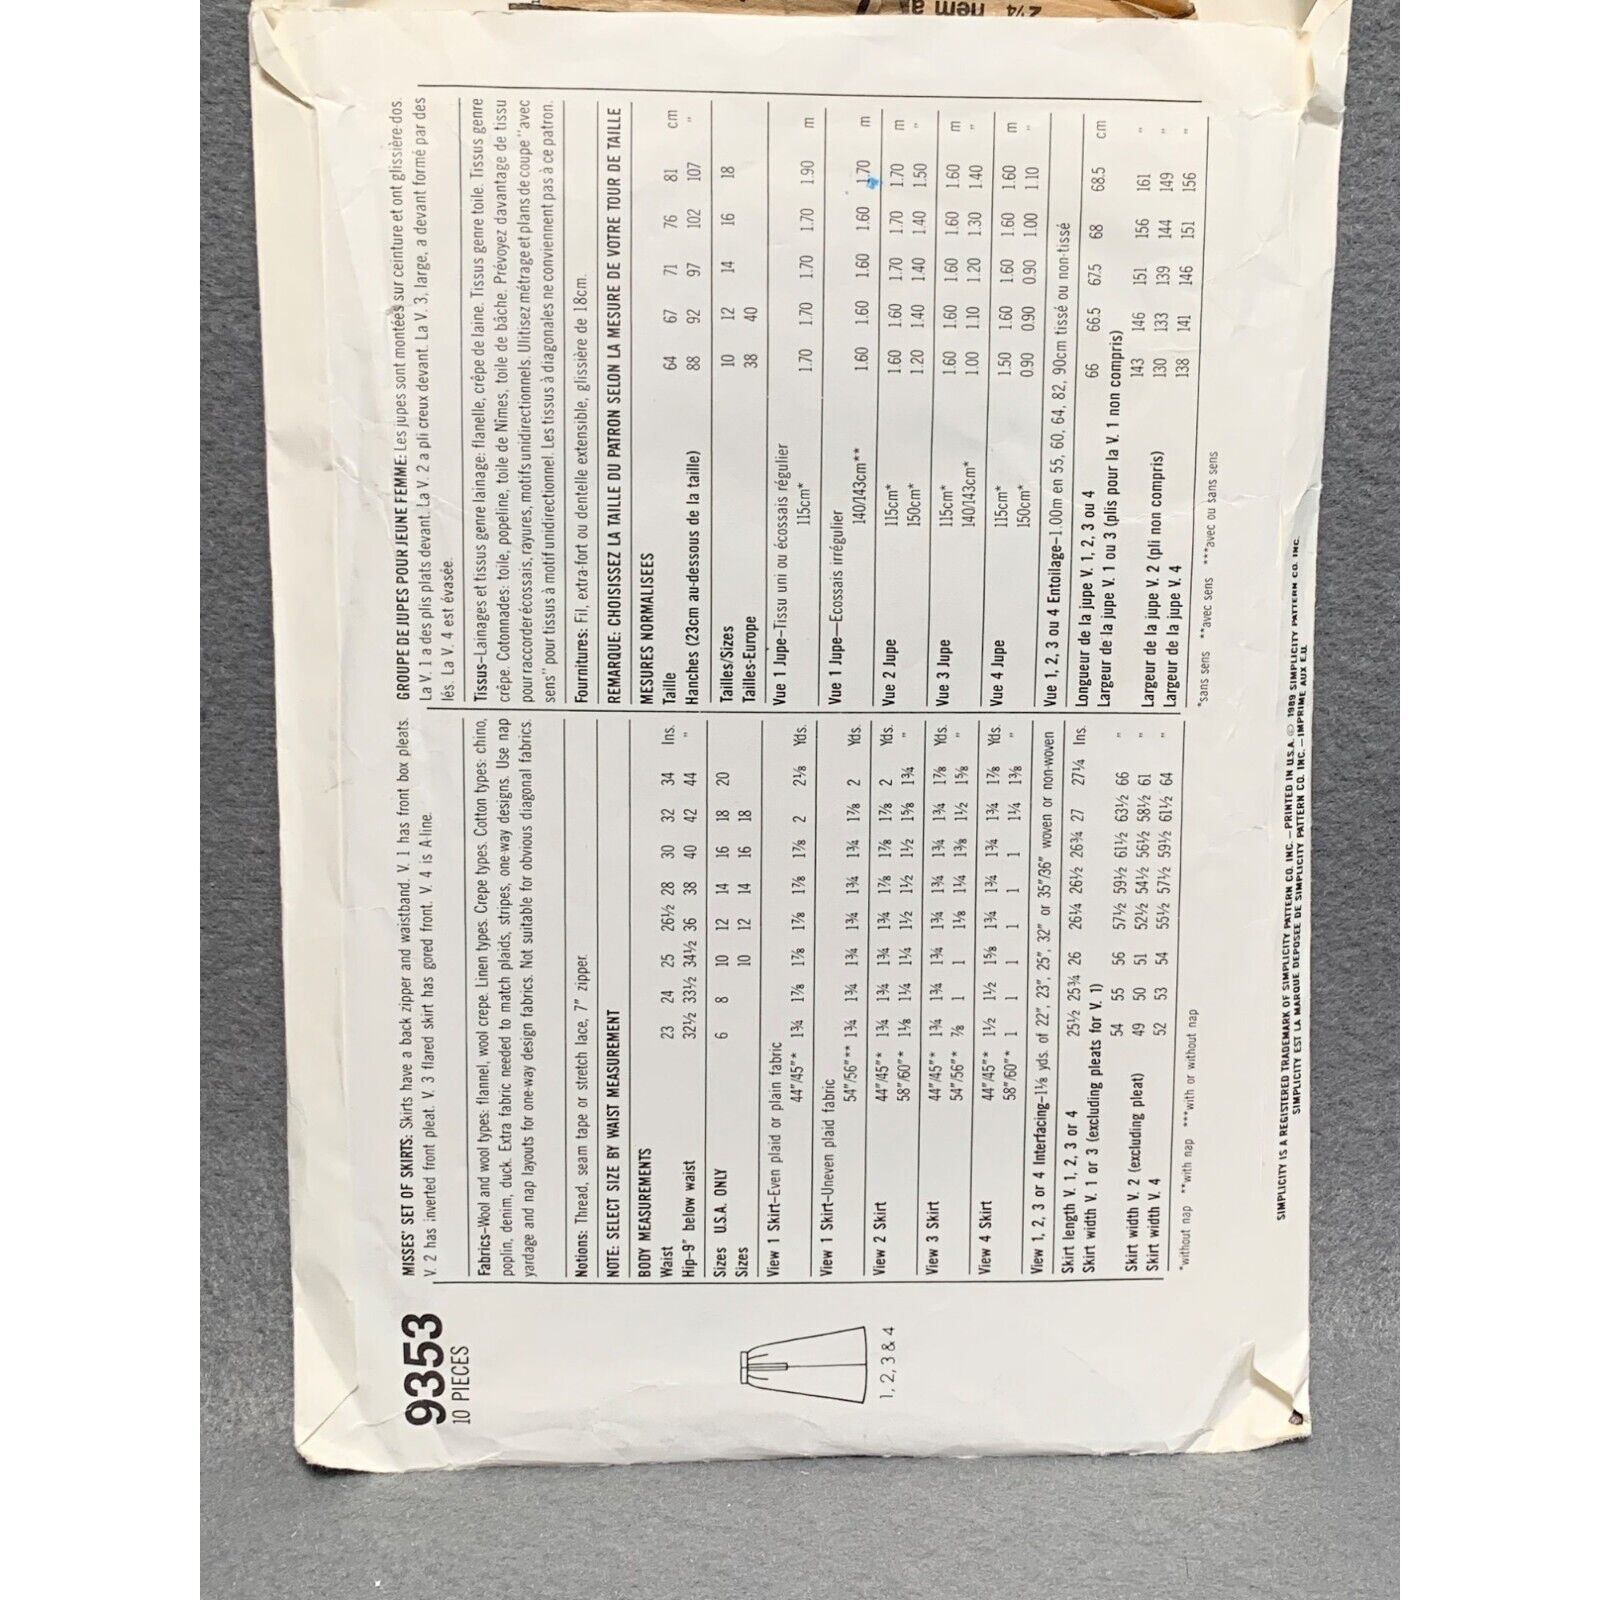 9353
10 PIECES
1, 2, 3 & 4
MISSES' SET OF SKIRTS: Skirts have a back zipper and waistband. V. 1 has front box pleats.
V. 2 has inverted front pleat. V. 3 flared skirt has gored front. V. 4 is A-line.
Fabrics–Wool and wool types: flannel, wool crepe. Linen types. Crepe types. Cotton types: chino,
poplin, denim, duck. Extra fabric needed to match plaids, stripes, one-way designs. Use nap
yardage and nap layouts for one-way design fabrics. Not suitable for obvious diagonal fabrics.
Notions: Thread, seam tape or stretch lace, 7" zipper.
NOTE: SELECT SIZE BY WAIST MEASUREMENT
BODY MEASUREMENTS
Waist 23 24 25 26½ 28 30 32 34 Ins.
Hip–9" below waist 32½ 33½ 34½ 36 38 40 42 44 "
Sizes U.S.A. ONLY 6 8 10 12 14 16 18 20
Sizes 10 12 14 16 18
View 1 Skirt–Even plaid or plain fabric
44"/45"* 1¾ 1⅞ 1⅞ 1⅞ 1⅞ 1⅞ 2 2⅛ Yds.
View 1 Skirt–Uneven plaid fabric
54"/56"** 1¾ 1¾ 1¾ 1¾ 1¾ 1¾ 1⅞ 2 Yds.
View 2 Skirt 44"/45"* 1¾ 1¾ 1¾ 1¾ 1⅞ 1⅞ 1⅞ 2 Yds.
58"/60"* 1⅛ 1¼ 1¼ 1½ 1½ 1½ 1⅝ 1¾ "
View 3 Skirt 44"/45"* 1¾ 1¾ 1¾ 1¾ 1¾ 1¾ 1¾ 1⅞ Yds.
54"/56"* ⅞ 1 1 1⅛ 1¼ 1⅜ 1½ 1⅝ "
View 4 Skirt 44"/45"* 1½ 1½ 1⅝ 1¾ 1¾ 1¾ 1¾ 1⅞ Yds.
58"/60"* 1 1 1 1 1 1 1¼ 1⅜ "
View 1, 2, 3 or 4 Interfacing–1⅛ yds. of 22", 23", 25", 32" or 35"/36" woven or non-woven
Skirt length V. 1, 2, 3 or 4 25½ 25¾ 26 26¼ 26½ 26¾ 27 27¼ Ins.
Skirt width V. 1 or 3 (excluding pleats for V. 1)
54 55 56 57½ 59½ 61½ 63½ 66 "
Skirt width V. 2 (excluding pleat) 49 50 51 52½ 54½ 56½ 58½ 61 "
Skirt width V. 4 52 53 54 55½ 57½ 59½ 61½ 64 "
*without nap **with nap ***with or without nap
GROUPE DE JUPES POUR JEUNE FEMME: Les jupes sont montées sur ceinture et ont glissière-dos.
La V. 1 a des plis plats devant. La V. 2 a pli creux devant. La V. 3, large, a devant formé par des
lés. La V. 4 est évasée.
Tissus–Lainages et tissus genre lainage: flanelle, crêpe de laine. Tissus genre toile. Tissus genre
crêpe. Cotonnades: toile, popeline, toile de Nîmes, toile de bâche. Prévoyez davantage de tissu
pour raccorder écossais, rayures, motifs unidirectionnels. Ulitisez métrage et plans de coupe "avec
sens" pour tissus à motif unidirectionnel. Les tissus à diagonales ne conviennent pas à ce patron.
Fournitures: Fil, extra-fort ou dentelle extensible, glissière de 18cm.
REMARQUE: CHOISISSEZ LA TAILLE DU PATRON SELON LA MESURE DE VOTRE TOUR DE TAILLE
MESURES NORMALISEES
Taille 64 67 71 76 81 cm
Hanches (23cm au-dessous de la taille) 88 92 97 102 107 "
Tailles/Sizes 10 12 14 16 18
Tailles-Europe 38 40
Vue 1 Jupe–Tissu uni ou écossais régulier
115cm* 1.70 1.70 1.70 1.70 1.90 m
Vue 1 Jupe—Ecossais irrégulier
140/143cm** 1.60 1.60 1.60 1.60 1.70 m
Vue 2 Jupe 115cm* 1.60 1.60 1.70 1.70 1.70 m
150cm* 1.20 1.40 1.40 1.40 1.50 "
Vue 3 Jupe 115cm* 1.60 1.60 1.60 1.60 1.60 m
140/143cm* 1.00 1.10 1.20 1.30 1.40 "
Vue 4 Jupe 115cm* 1.50 1.60 1.60 1.60 1.60 m
150cm* 0.90 0.90 0.90 1.00 1.10 "
Vue 1, 2, 3 ou 4 Entoilage–1.00m en 55, 60, 64, 82, 90cm tissé ou non-tissé
Longueur de la jupe V. 1, 2, 3 ou 4 66 66.5 67.5 68 68.5 cm
Largeur de la jupe V. 1 ou 3 (plis pour la V. 1 non compris)
143 146 151 156 161 "
Largeur de la jupe V. 2 (pli non compris) 130 133 139 144 149 "
Largeur de la jupe V. 4 138 141 146 151 156 "
*sans sens **avec sens ***avec ou sans sens
SIMPLICITY IS A REGISTERED TRADEMARK OF SIMPLICITY PATTERN CO. INC. – PRINTED IN U.S.A. © 1989 SIMPLICITY PATTERN CO. INC.
SIMPLICITY EST LA MARQUE DEPOSEE DE SIMPLICITY PATTERN CO. INC. – IMPRIME AUX E.U.